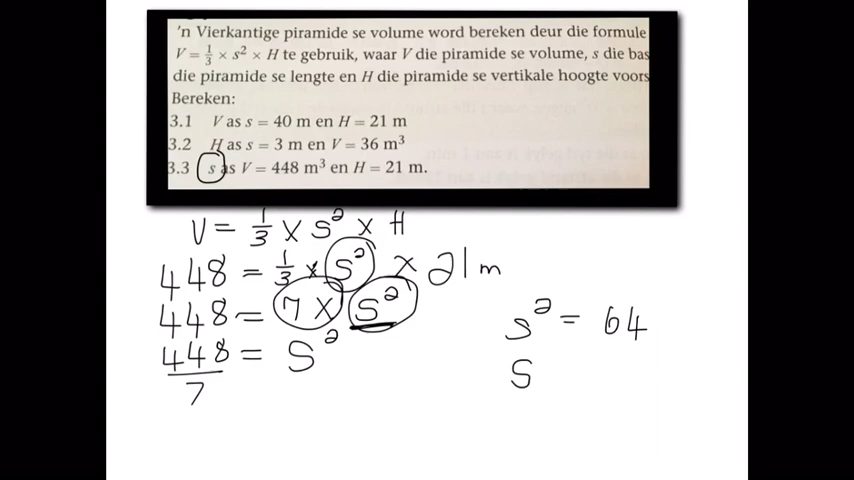 'n Vierkantige piramide se volume word bereken deur die formule
V = 1/3 × s² × H te gebruik, waar V die piramide se volume, s die bas
die piramide se lengte en H die piramide se vertikale hoogte voors
Bereken:
3.1 V as s = 40 m en H = 21 m
3.2 H as s = 3 m en V = 36 m³
3.3 s as V = 448 m³ en H = 21 m.
V = 1/3 × S² × H
448 = 1/3 × S² × 21 m
448 = 7 × S²
448/7 = S²
S² = 64
S